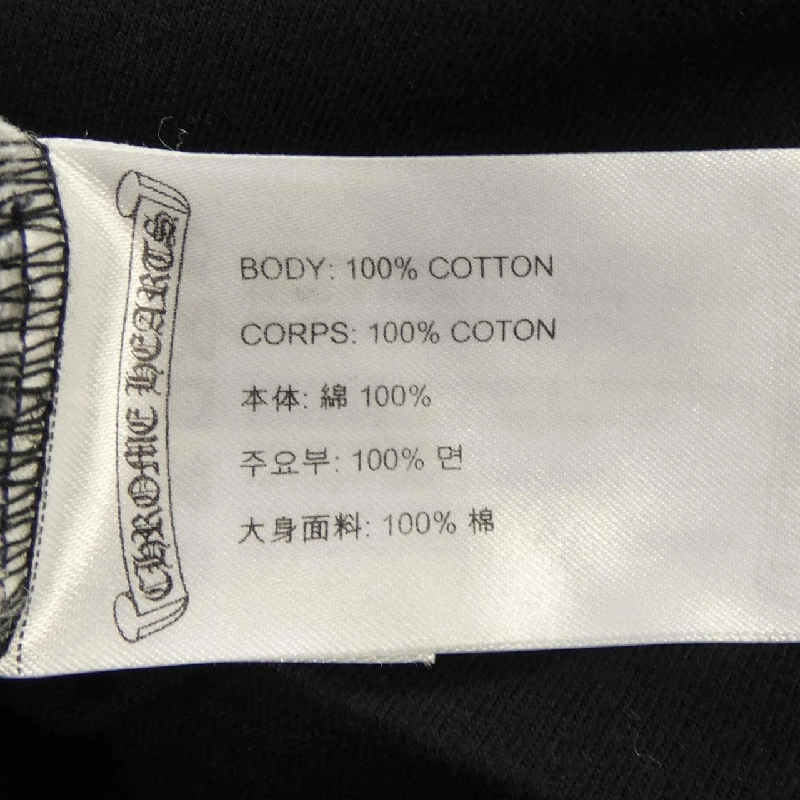 CHROME HEARTS
BODY: 100% COTTON
CORPS: 100% COTON
本体: 綿 100%
주요부: 100% 면
大身面料: 100% 棉